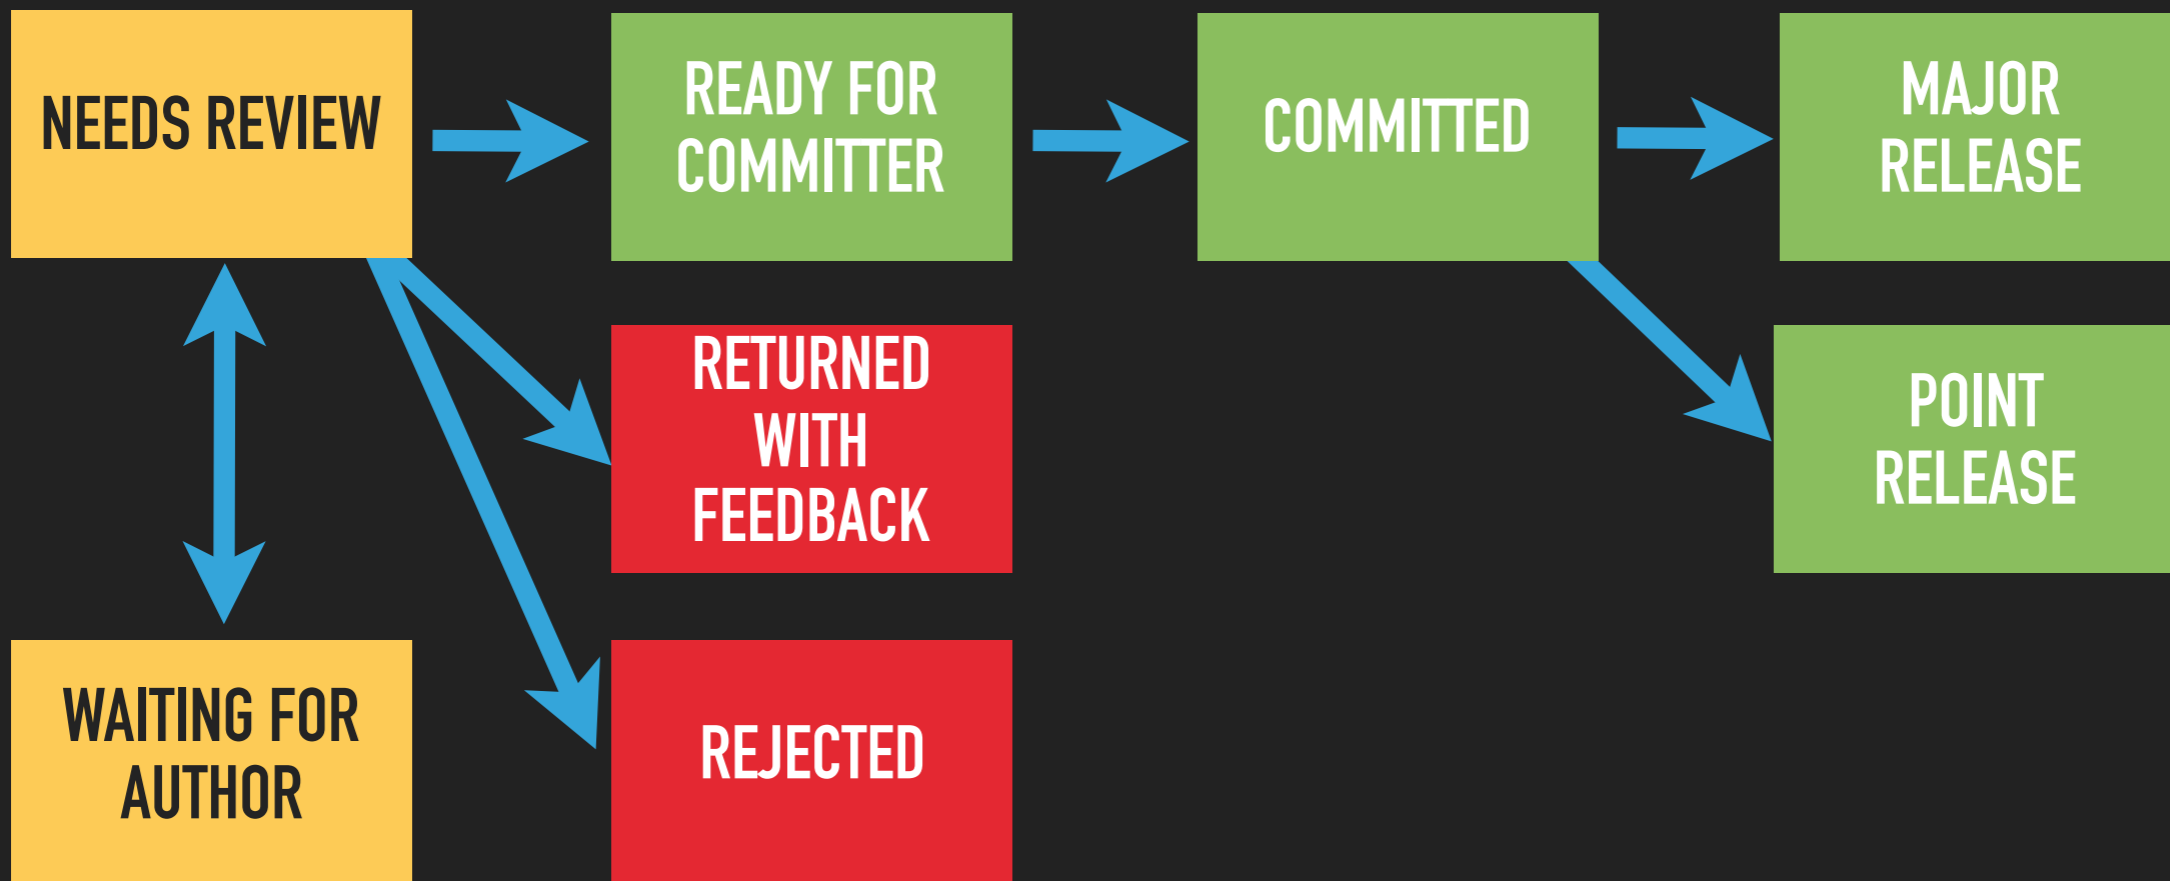 NEEDS REVIEW
READY FOR
COMMITTER
COMMITTED
MAJOR
RELEASE
RETURNED
WITH
FEEDBACK
POINT
RELEASE
WAITING FOR
AUTHOR
REJECTED